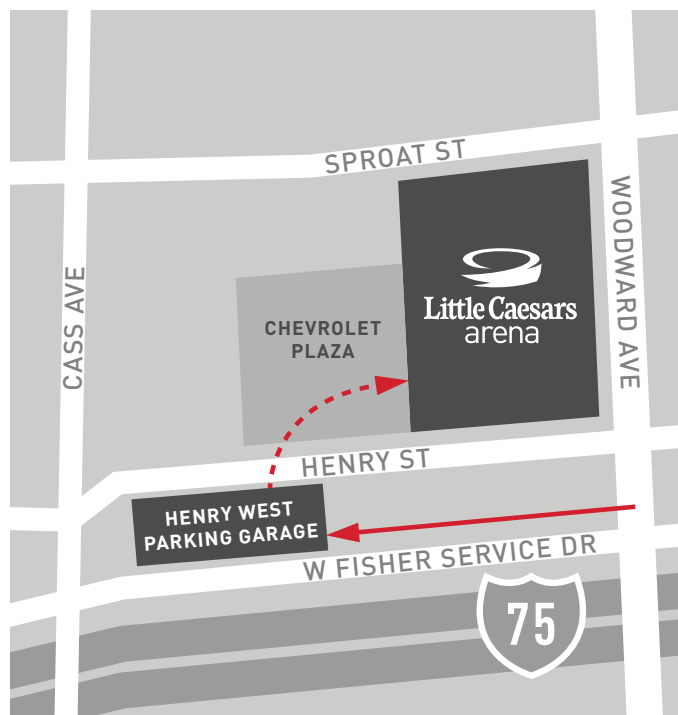 SPROAT ST
WOODWARD AVE
CASS AVE
Little Caesars
arena
CHEVROLET
PLAZA
HENRY ST
HENRY WEST
PARKING GARAGE
W FISHER SERVICE DR
75